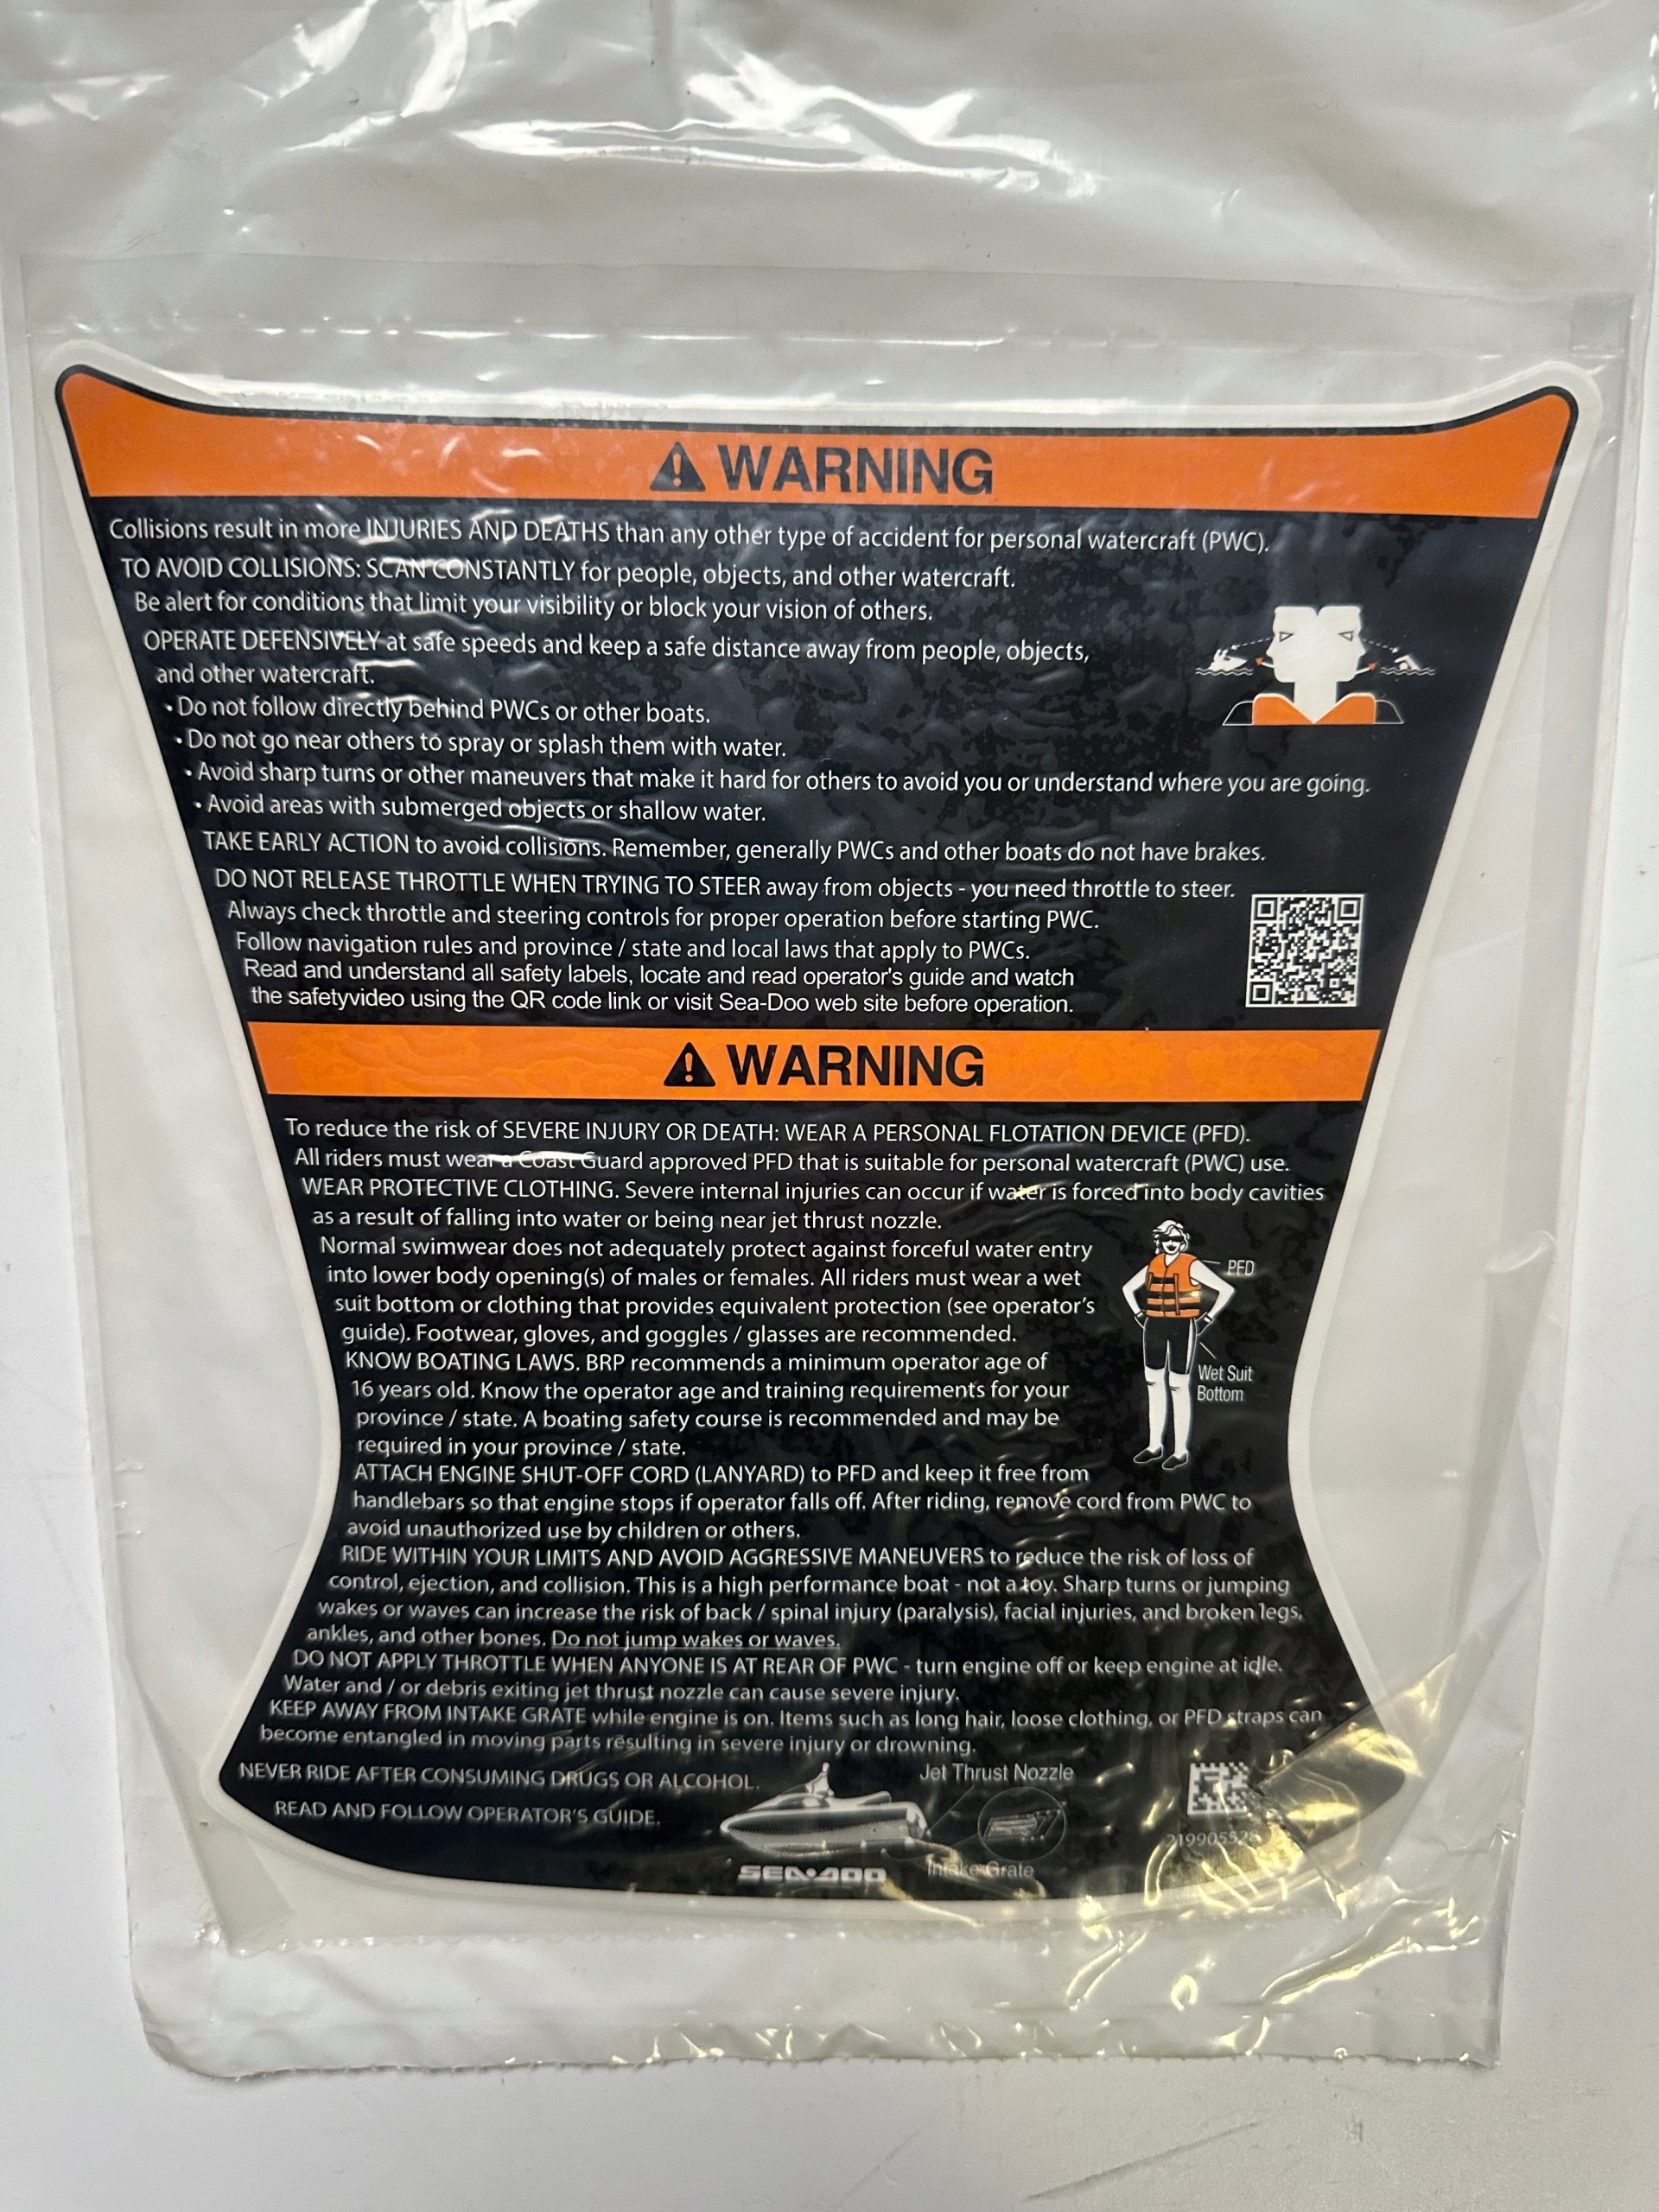 WARNING
Collisions result in more INJURIES AND DEATHS than any other type of accident for personal watercraft (PWC).
TO AVOID COLLISIONS: SCAN CONSTANTLY for people, objects, and other watercraft.
Be alert for conditions that limit your visibility or block your vision of others.
OPERATE DEFENSIVELY at safe speeds and keep a safe distance away from people, objects,
and other watercraft.
• Do not follow directly behind PWCs or other boats.
• Do not go near others to spray or splash them with water.
• Avoid sharp turns or other maneuvers that make it hard for others to avoid you or understand where you are going.
• Avoid areas with submerged objects or shallow water.
TAKE EARLY ACTION to avoid collisions. Remember, generally PWCs and other boats do not have brakes.
DO NOT RELEASE THROTTLE WHEN TRYING TO STEER away from objects - you need throttle to steer.
Always check throttle and steering controls for proper operation before starting PWC.
Follow navigation rules and province / state and local laws that apply to PWCs.
Read and understand all safety labels, locate and read operator's guide and watch
the safetyvideo using the QR code link or visit Sea-Doo web site before operation.
WARNING
To reduce the risk of SEVERE INJURY OR DEATH: WEAR A PERSONAL FLOTATION DEVICE (PFD).
All riders must wear a Coast Guard approved PFD that is suitable for personal watercraft (PWC) use.
WEAR PROTECTIVE CLOTHING. Severe internal injuries can occur if water is forced into body cavities
as a result of falling into water or being near jet thrust nozzle.
Normal swimwear does not adequately protect against forceful water entry
into lower body opening(s) of males or females. All riders must wear a wet
suit bottom or clothing that provides equivalent protection (see operator's
guide). Footwear, gloves, and goggles / glasses are recommended.
PFD
Wet Suit
Bottom
KNOW BOATING LAWS. BRP recommends a minimum operator age of
16 years old. Know the operator age and training requirements for your
province / state. A boating safety course is recommended and may be
required in your province / state.
ATTACH ENGINE SHUT-OFF CORD (LANYARD) to PFD and keep it free from
handlebars so that engine stops if operator falls off. After riding, remove cord from PWC to
avoid unauthorized use by children or others.
RIDE WITHIN YOUR LIMITS AND AVOID AGGRESSIVE MANEUVERS to reduce the risk of loss of
control, ejection, and collision. This is a high performance boat - not a toy. Sharp turns or jumping
wakes or waves can increase the risk of back / spinal injury (paralysis), facial injuries, and broken legs,
ankles, and other bones. Do not jump wakes or waves.
DO NOT APPLY THROTTLE WHEN ANYONE IS AT REAR OF PWC - turn engine off or keep engine at idle.
Water and / or debris exiting jet thrust nozzle can cause severe injury.
KEEP AWAY FROM INTAKE GRATE while engine is on. Items such as long hair, loose clothing, or PFD straps can
become entangled in moving parts resulting in severe injury or drowning.
NEVER RIDE AFTER CONSUMING DRUGS OR ALCOHOL.
READ AND FOLLOW OPERATOR'S GUIDE.
Jet Thrust Nozzle
Intake Grate
SEA-DOO